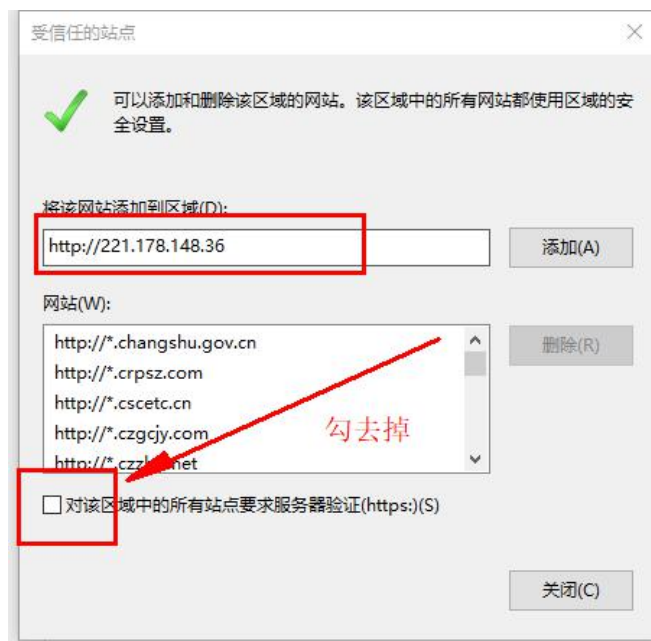 受信任的站点
可以添加和删除该区域的网站。该区域中的所有网站都使用区域的安
全设置。
将该网站添加到区域(D):
http://221.178.148.36
添加(A)
网站(W):
http://*.changshu.gov.cn
删除(R)
http://*.crpsz.com
http://*.cscetc.cn
http://*.czgcjy.com
勾去掉
对该区域中的所有站点要求服务器验证(https:)(S)
关闭(C)